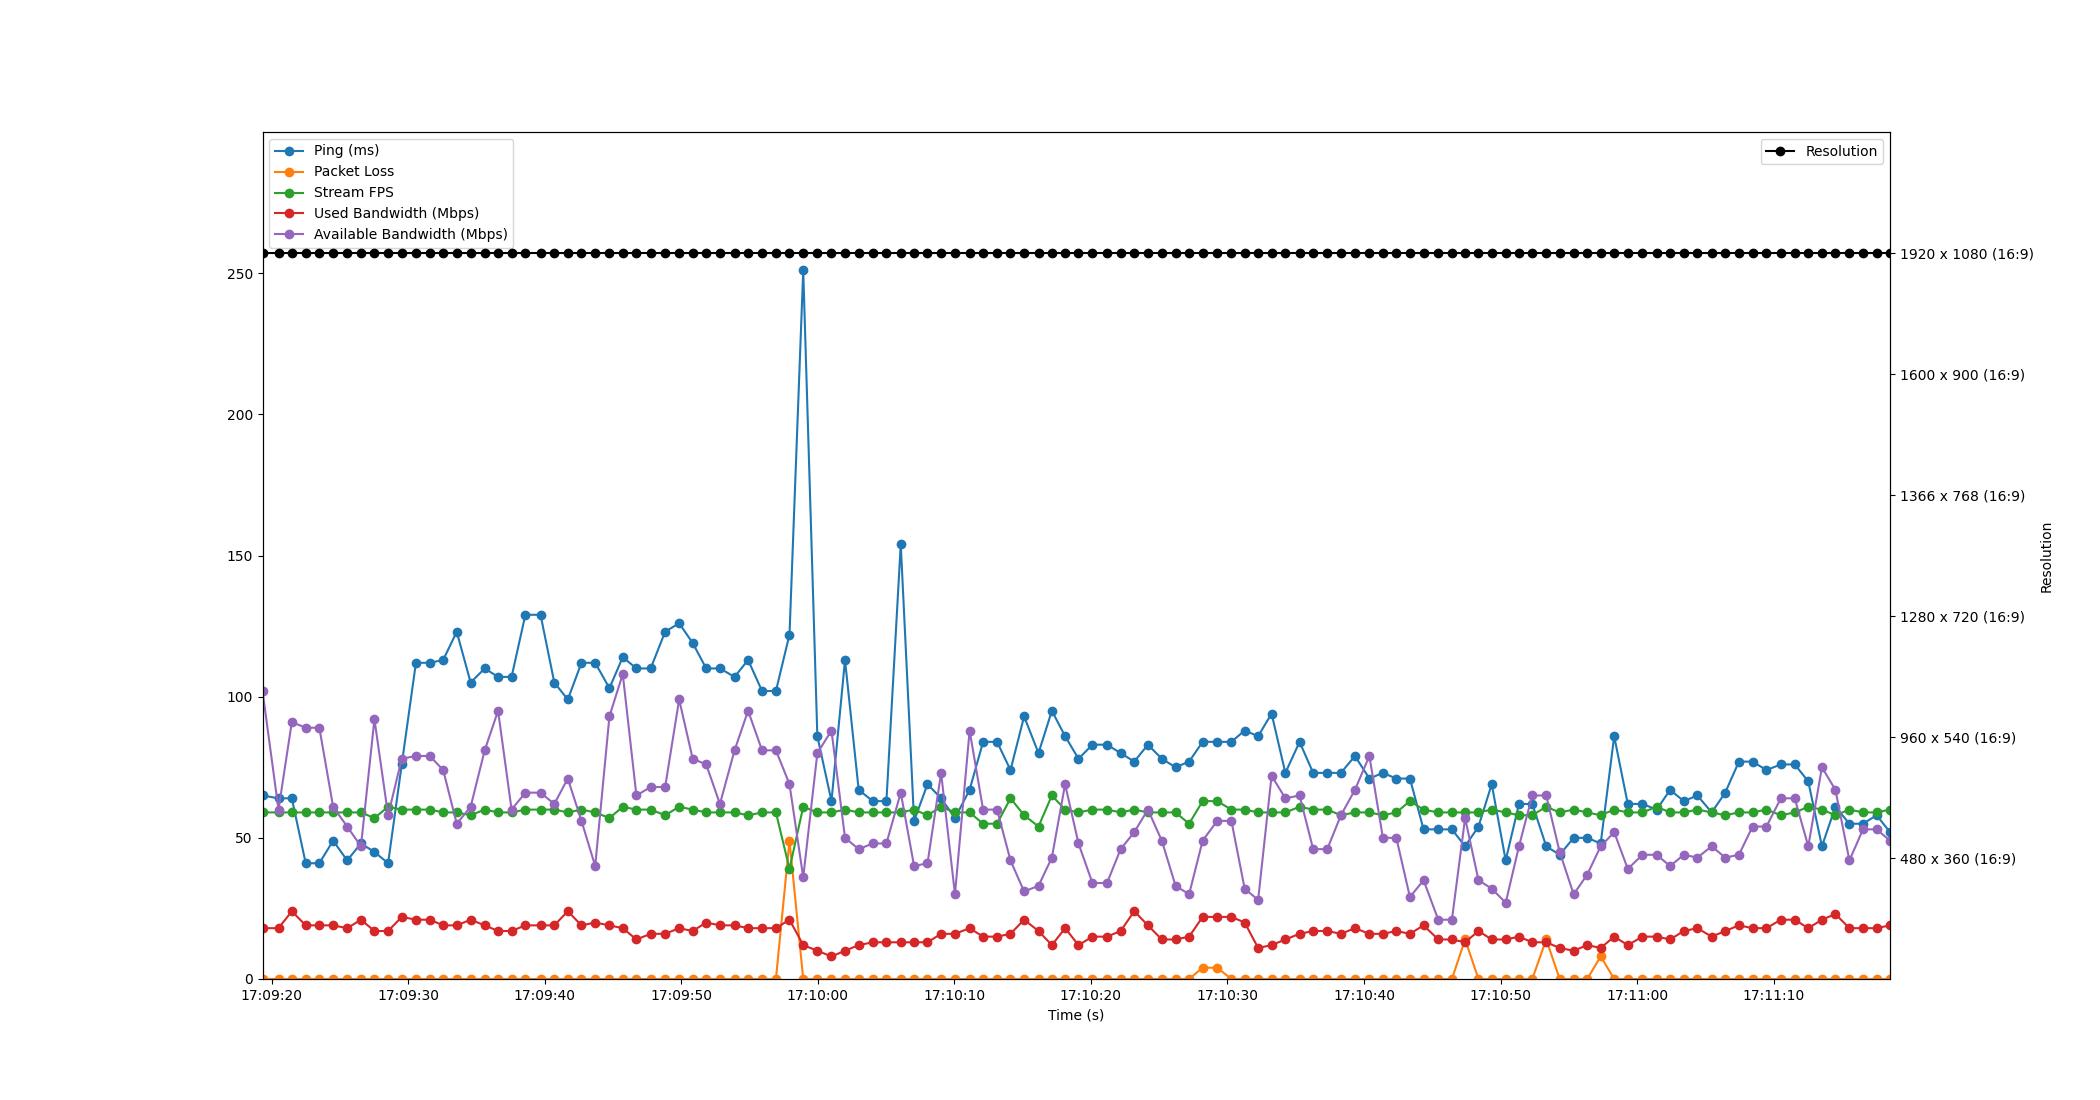 Ping (ms)
Packet Loss
Stream FPS
Used Bandwidth (Mbps)
Available Bandwidth (Mbps)
Resolution
250
200
150
100
50
0
1920 x 1080 (16:9)
1600 x 900 (16:9)
1366 x 768 (16:9)
1280 x 720 (16:9)
960 x 540 (16:9)
480 x 360 (16:9)
Resolution
17:09:20
17:09:30
17:09:40
17:09:50
17:10:00
17:10:10
17:10:20
17:10:30
17:10:40
17:10:50
17:11:00
17:11:10
Time (s)